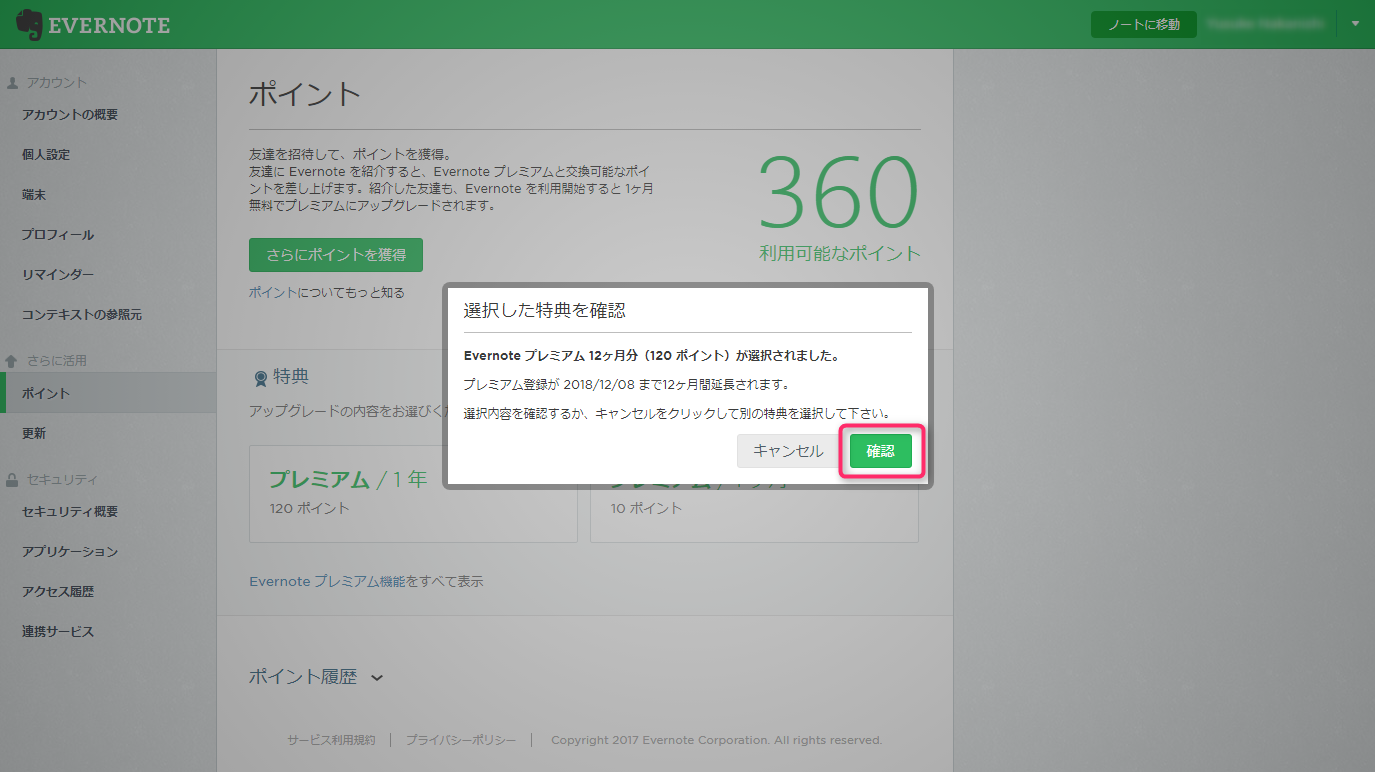 EVERNOTE
ノートに移動
アカウント
アカウントの概要
個人設定
端末
プロフィール
リマインダー
コンテキストの参照元
さらに活用
ポイント
更新
セキュリティ
セキュリティ概要
アプリケーション
アクセス履歴
連携サービス
ポイント
友達を招待して、ポイントを獲得。
友達に Evernote を紹介すると、Evernote プレミアムと交換可能なポイ
ントを差し上げます。紹介した友達も、Evernote を利用開始すると 1ヶ月
無料でプレミアムにアップグレードされます。
360
利用可能なポイント
さらにポイントを獲得
ポイントについてもっと知る
選択した特典を確認
Evernote プレミアム 12ヶ月分（120 ポイント）が選択されました。
プレミアム登録が 2018/12/08 まで12ヶ月間延長されます。
選択内容を確認するか、キャンセルをクリックして別の特典を選択して下さい。
キャンセル
確認
特典
アップグレードの内容をお選びくだ
プレミアム / 1 年
120 ポイント
プレミアム / 1 ヶ月
10 ポイント
Evernote プレミアム機能をすべて表示
ポイント履歴
サービス利用規約 | プライバシーポリシー | Copyright 2017 Evernote Corporation. All rights reserved.